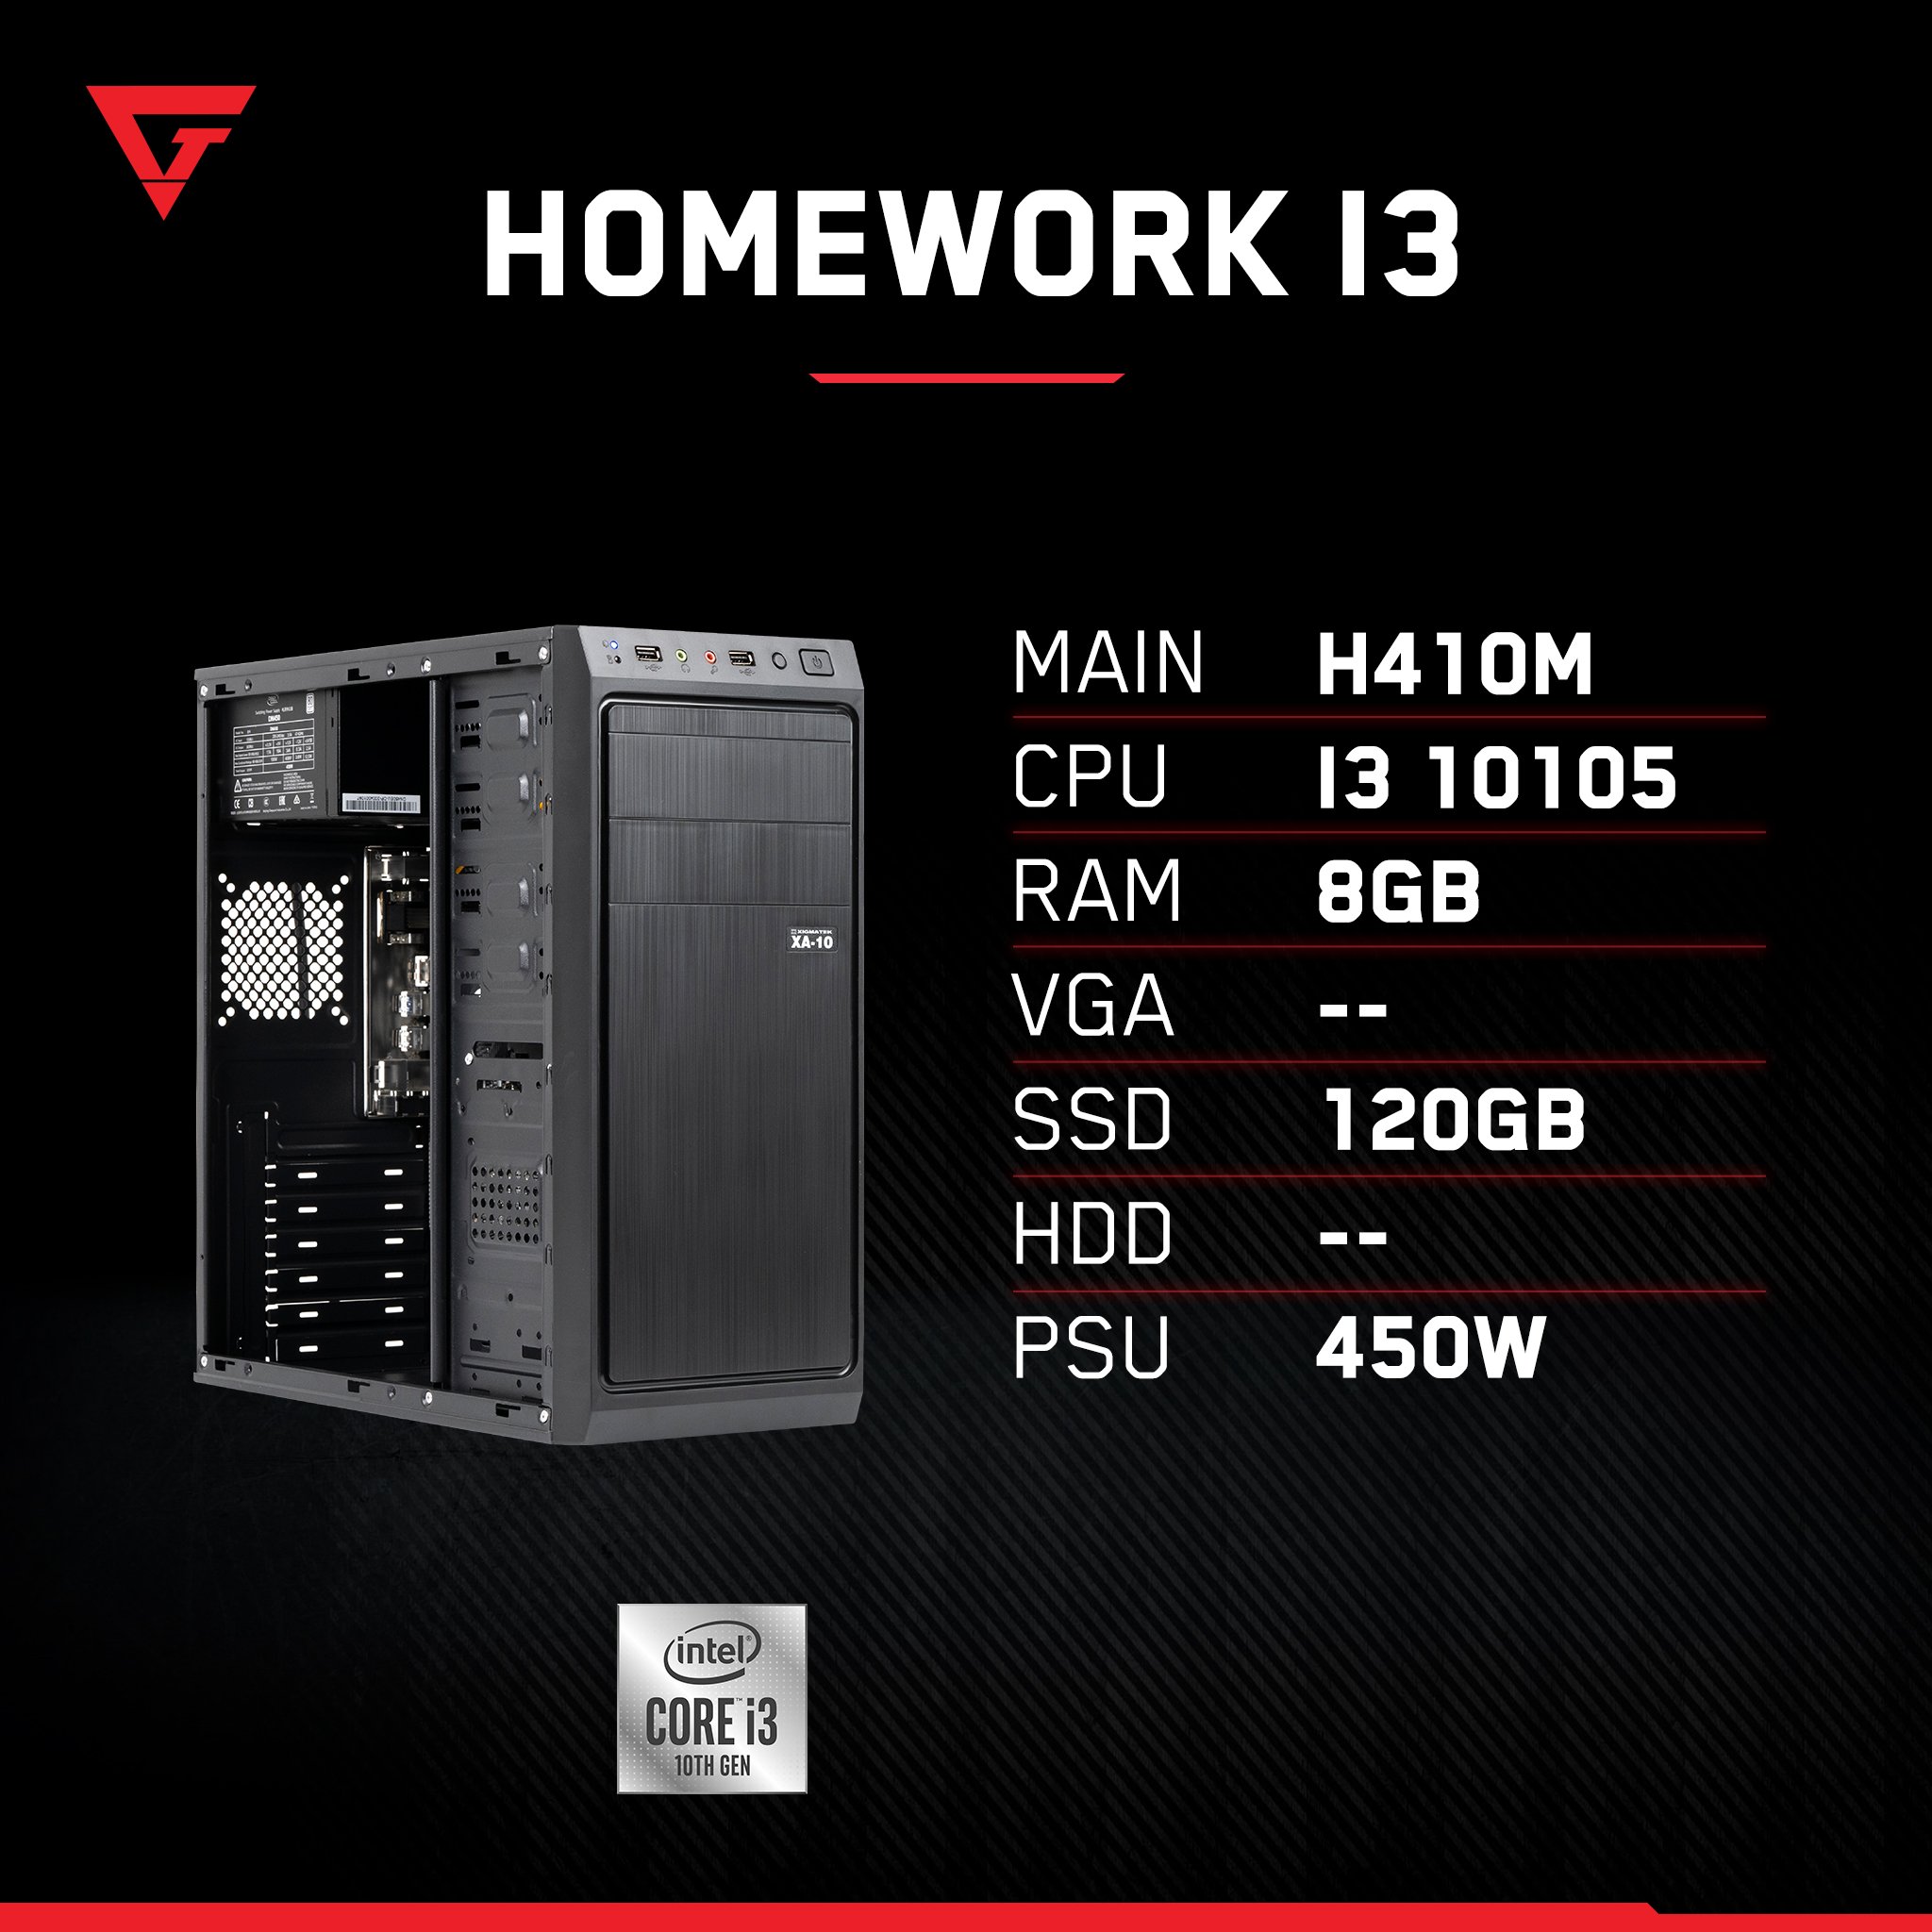 HOMEWORK I3
MAIN H410M
CPU I3 10105
RAM 8GB
VGA --
SSD 120GB
HDD --
PSU 450W
XIGMATEK
XA-10
intel
CORE™ i3
10TH GEN